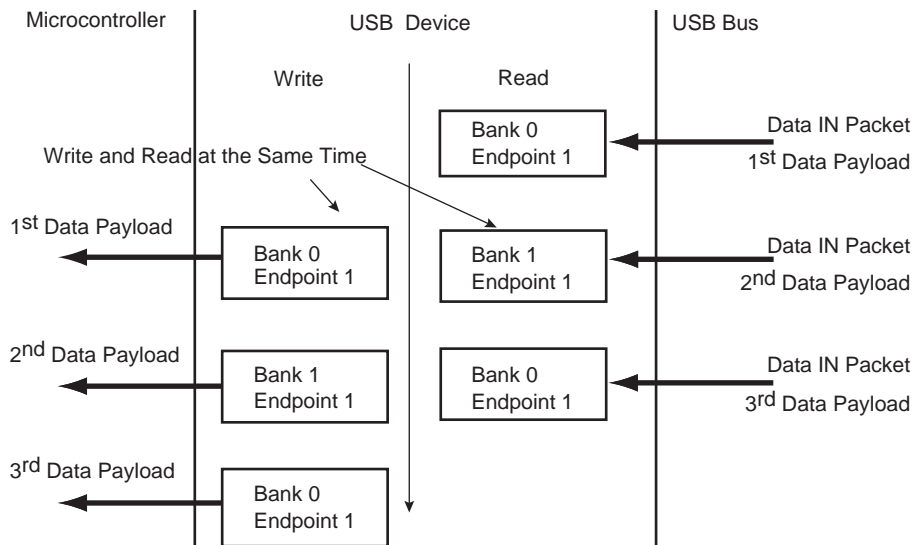 Microcontroller
USB Device
USB Bus
Write
Read
Bank 0
Endpoint 1
Data IN Packet
1st Data Payload
Write and Read at the Same Time
1st Data Payload
Bank 0
Endpoint 1
Bank 1
Endpoint 1
Data IN Packet
2nd Data Payload
2nd Data Payload
Bank 1
Endpoint 1
Bank 0
Endpoint 1
Data IN Packet
3rd Data Payload
3rd Data Payload
Bank 0
Endpoint 1